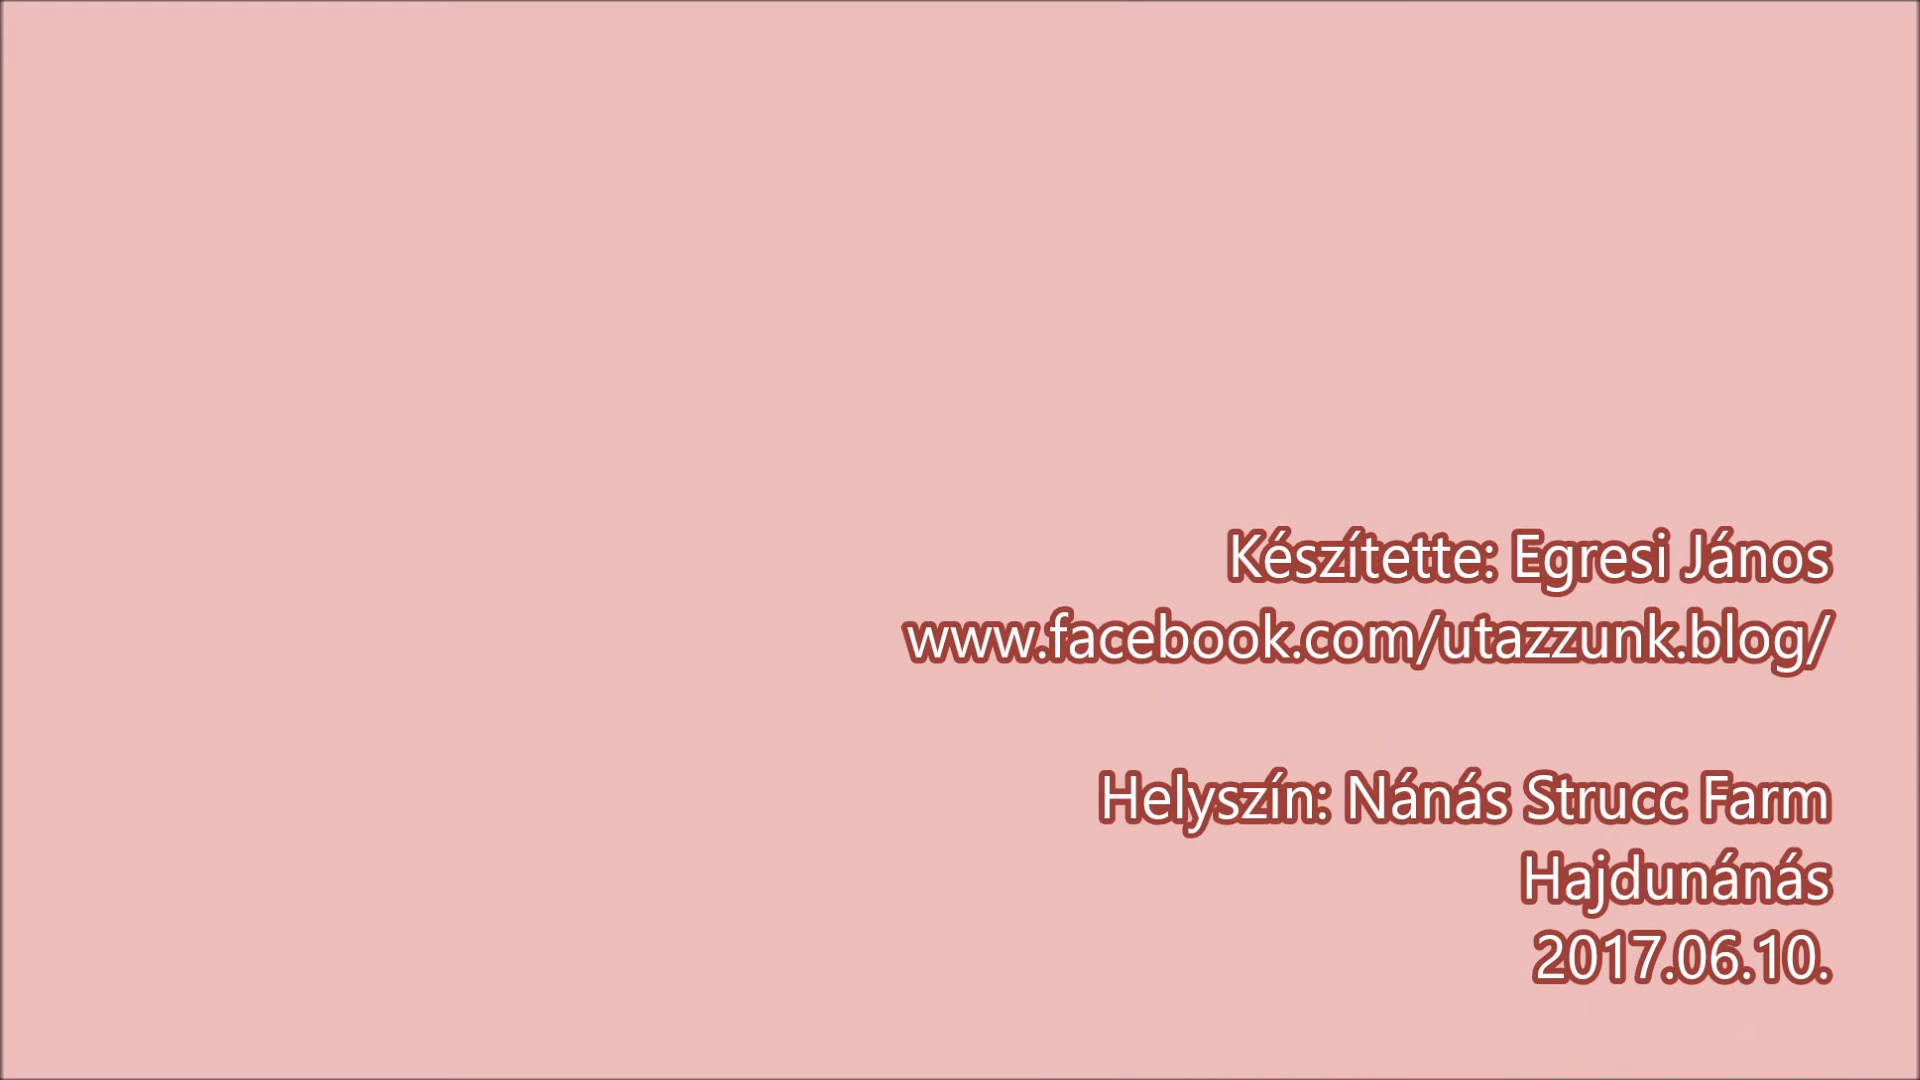 Készítette: Egresi János
www.facebook.com/utazzunk.blog/
Helyszín: Nánás Strucc Farm
Hajdunánás
2017.06.10.